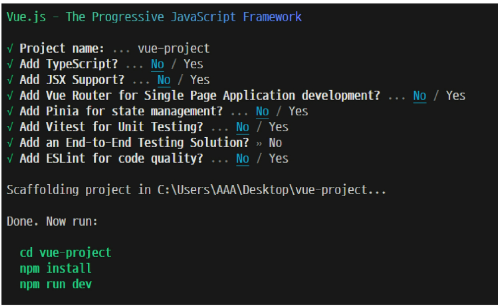 Vue.js - The Progressive JavaScript Framework
√ Project name: ... vue-project
√ Add TypeScript? ... No / Yes
√ Add JSX Support? ... No / Yes
√ Add Vue Router for Single Page Application development? ... No / Yes
√ Add Pinia for state management? ... No / Yes
√ Add Vitest for Unit Testing? ... No / Yes
√ Add an End-to-End Testing Solution? » No
√ Add ESLint for code quality? ... No / Yes
Scaffolding project in C:\Users\AAA\Desktop\vue-project...
Done. Now run:
cd vue-project
npm install
npm run dev